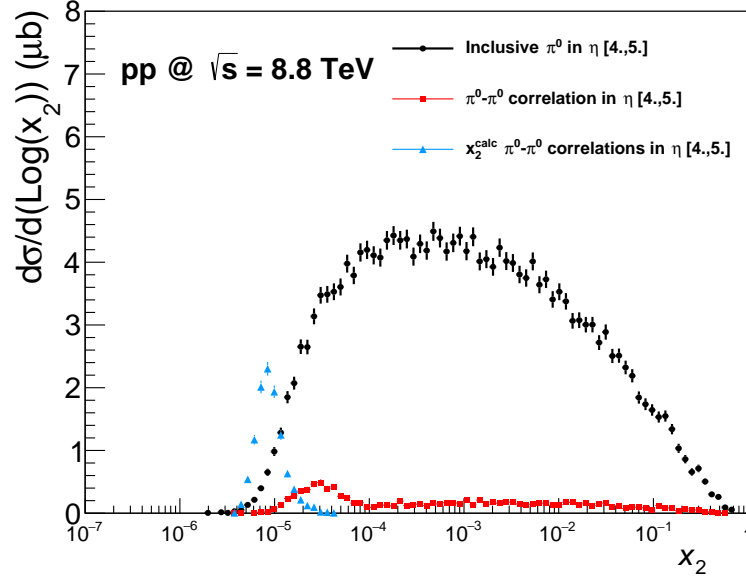 dσ/d(Log(x₂)) (μb)
8
7
6
5
4
3
2
1
0
pp @ √s = 8.8 TeV
Inclusive π⁰ in η [4.,5.]
π⁰-π⁰ correlation in η [4.,5.]
x₂ᶜᵃˡᶜ π⁰-π⁰ correlations in η [4.,5.]
10⁻⁷ 10⁻⁶ 10⁻⁵ 10⁻⁴ 10⁻³ 10⁻² 10⁻¹ 1
x₂